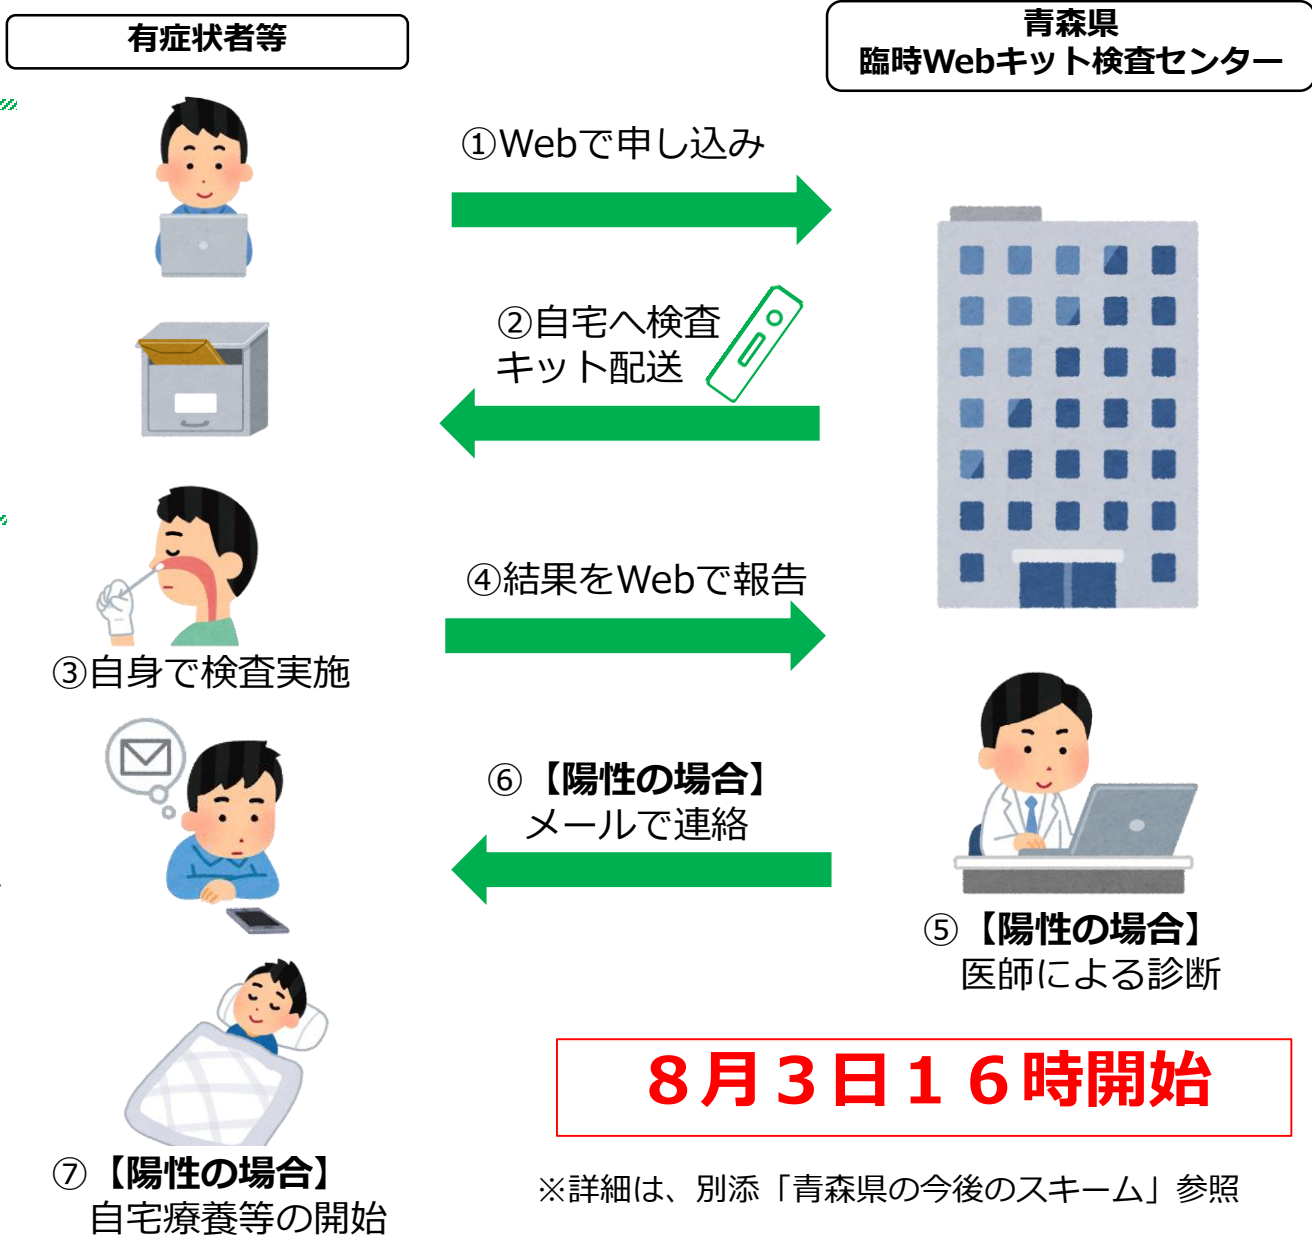 有症状者等
青森県
臨時Webキット検査センター
①Webで申し込み
②自宅へ検査
キット配送
③自身で検査実施
④結果をWebで報告
⑤【陽性の場合】
医師による診断
⑥【陽性の場合】
メールで連絡
⑦【陽性の場合】
自宅療養等の開始
８月３日１６時開始
※詳細は、別添「青森県の今後のスキーム」参照